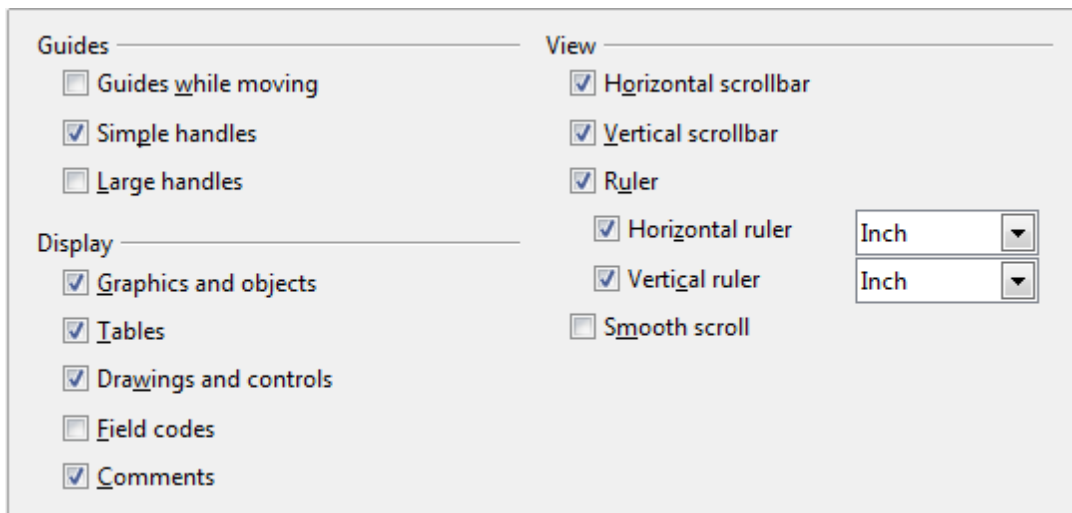 Guides
Guides while moving
Simple handles
Large handles
Display
Graphics and objects
Tables
Drawings and controls
Field codes
Comments
View
Horizontal scrollbar
Vertical scrollbar
Ruler
Horizontal ruler Inch
Vertical ruler Inch
Smooth scroll